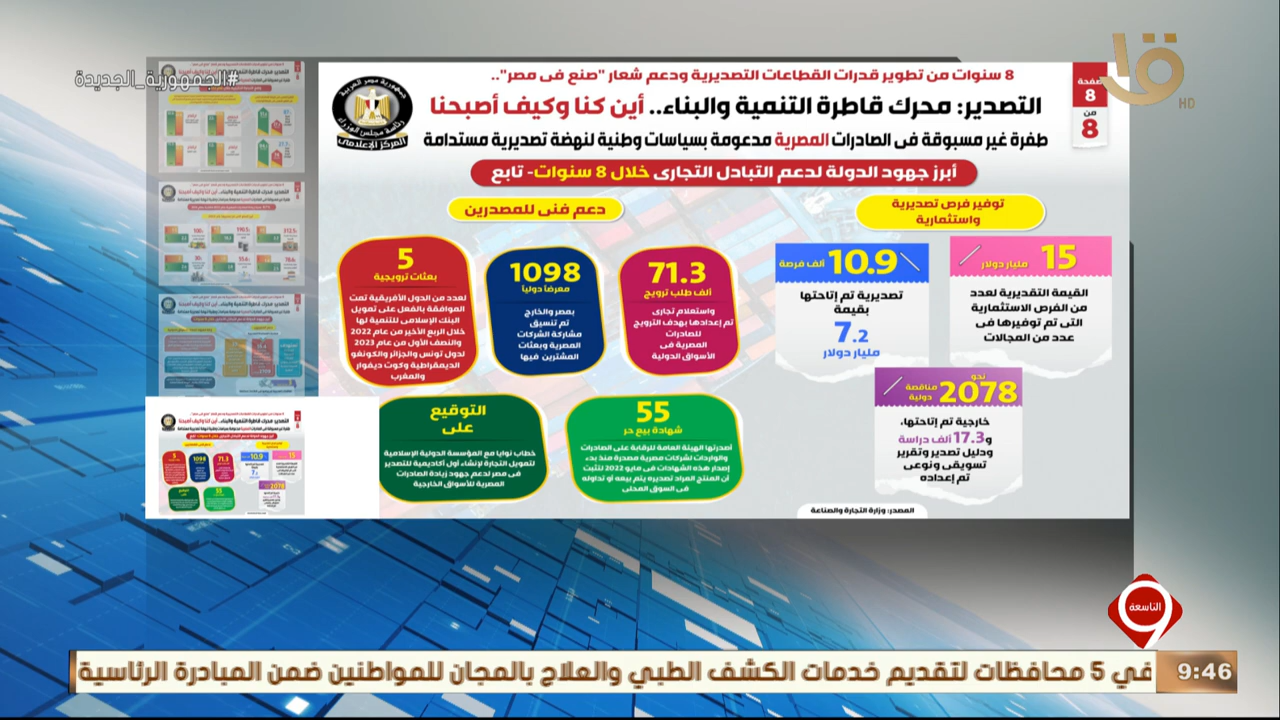 #الجمهورية_الجديدة
HD
صفحة
8
من
8
8 سنوات من تطوير قدرات القطاعات التصديرية ودعم شعار "صنع فى مصر"..
التصدير: محرك قاطرة التنمية والبناء.. أين كنا وكيف أصبحنا
طفرة غير مسبوقة فى الصادرات المصرية مدعومة بسياسات وطنية لنهضة تصديرية مستدامة
جمهورية مصر العربية
رئاسة مجلس الوزراء
المركز الإعلامى
أبرز جهود الدولة لدعم التبادل التجارى خلال 8 سنوات- تابع
توفير فرص تصديرية
واستثمارية
15 مليار دولار
القيمة التقديرية لعدد
من الفرص الاستثمارية
التى تم توفيرها فى
عدد من المجالات
10.9 ألف فرصة
تصديرية تم إتاحتها
بقيمة
7.2
مليار دولار
نحو
2078 مناقصة دولية
خارجية تم إتاحتها،
و17.3 ألف دراسة
ودليل تصدير وتقرير
تسويقى ونوعى
تم إعداده
دعم فنى للمصدرين
71.3
ألف طلب ترويج
واستعلام تجارى
تم إعدادها بهدف الترويج
للصادرات
المصرية فى
الأسواق الدولية
1098
معرضاً دولياً
بمصر والخارج
تم تنسيق
مشاركة الشركات
المصرية وبعثات
المشترين فيها
5
بعثات ترويجية
لعدد من الدول الأفريقية تمت
الموافقة بالفعل على تمويل
البنك الإسلامى للتنمية لها
خلال الربع الأخير من عام 2022
والنصف الأول من عام 2023
لدول تونس والجزائر والكونغو
الديمقراطية وكوت ديفوار
والمغرب
55
شهادة بيع حر
أصدرتها الهيئة العامة للرقابة على الصادرات
والواردات لشركات مصرية مصدرة منذ بدء
إصدار هذه الشهادات فى مايو 2022 لتثبت
أن المنتج المراد تصديره يتم بيعه أو تداوله
فى السوق المحلى
التوقيع
على
خطاب نوايا مع المؤسسة الدولية الإسلامية
لتمويل التجارة لإنشاء أول أكاديمية للتصدير
فى مصر لدعم جهود زيادة الصادرات
المصرية للأسواق الخارجية
المصدر: وزارة التجارة والصناعة
التاسعة
9
في 5 محافظات لتقديم خدمات الكشف الطبي والعلاج بالمجان للمواطنين ضمن المبادرة الرئاسية
9:46